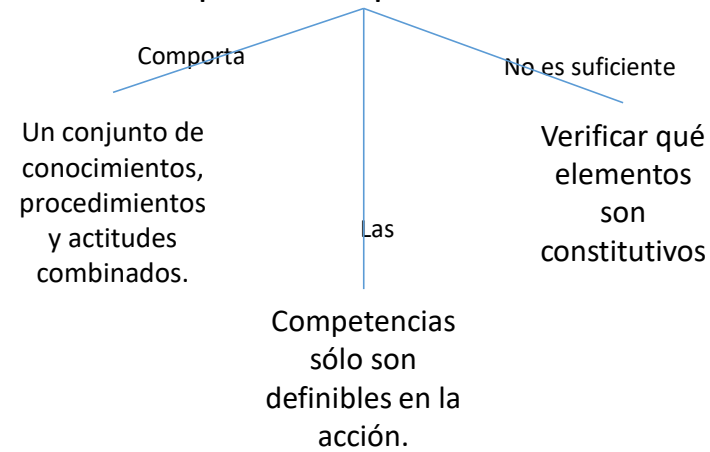 Comporta
No es suficiente
Un conjunto de
conocimientos,
procedimientos
y actitudes
combinados.
Verificar qué
elementos
son
constitutivos
Las
Competencias
sólo son
definibles en la
acción.